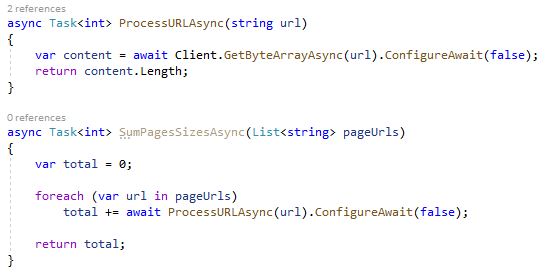 2 references
async Task<int> ProcessURLAsync(string url)
{
    var content = await Client.GetByteArrayAsync(url).ConfigureAwait(false);
    return content.Length;
}
0 references
async Task<int> SumPagesSizesAsync(List<string> pageUrls)
{
    var total = 0;
    foreach (var url in pageUrls)
        total += await ProcessURLAsync(url).ConfigureAwait(false);
    return total;
}